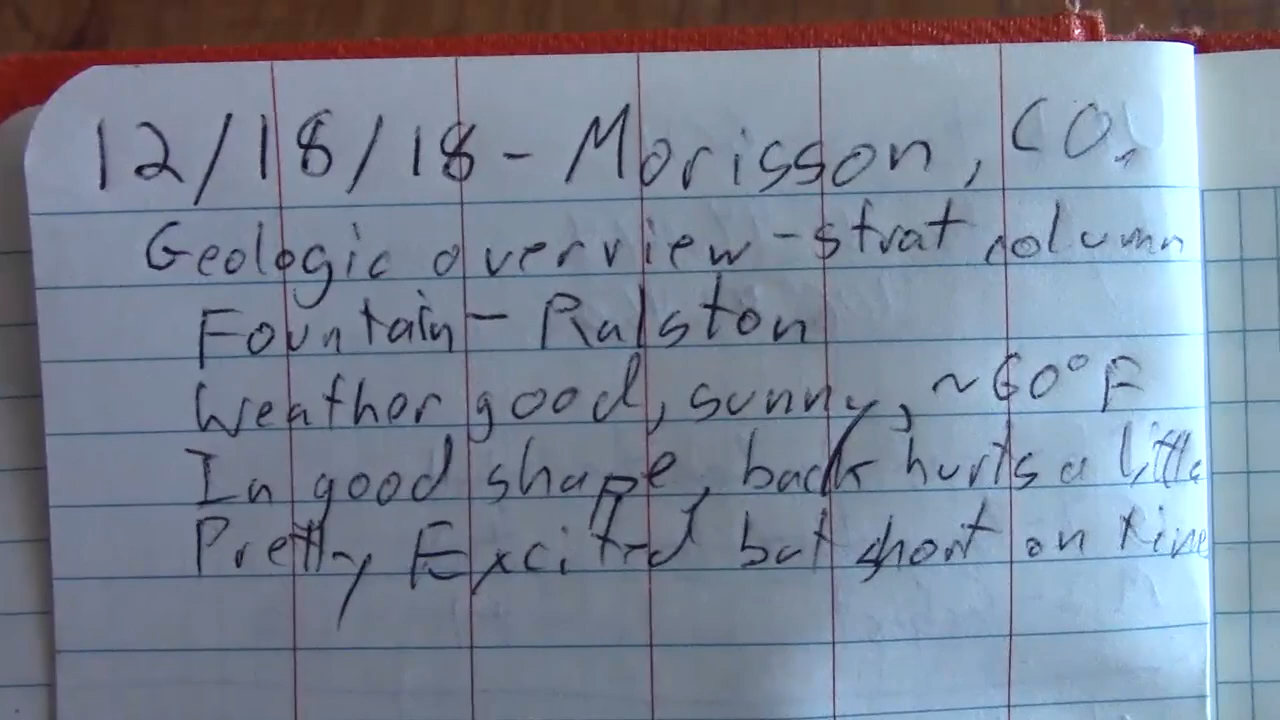 12/18/18 - Morisson, CO.
Geologic overview - strat column
Fountain - Ralston
Weather good, sunny, ~60°F
In good shape, back hurts a little
Pretty Excited but short on time